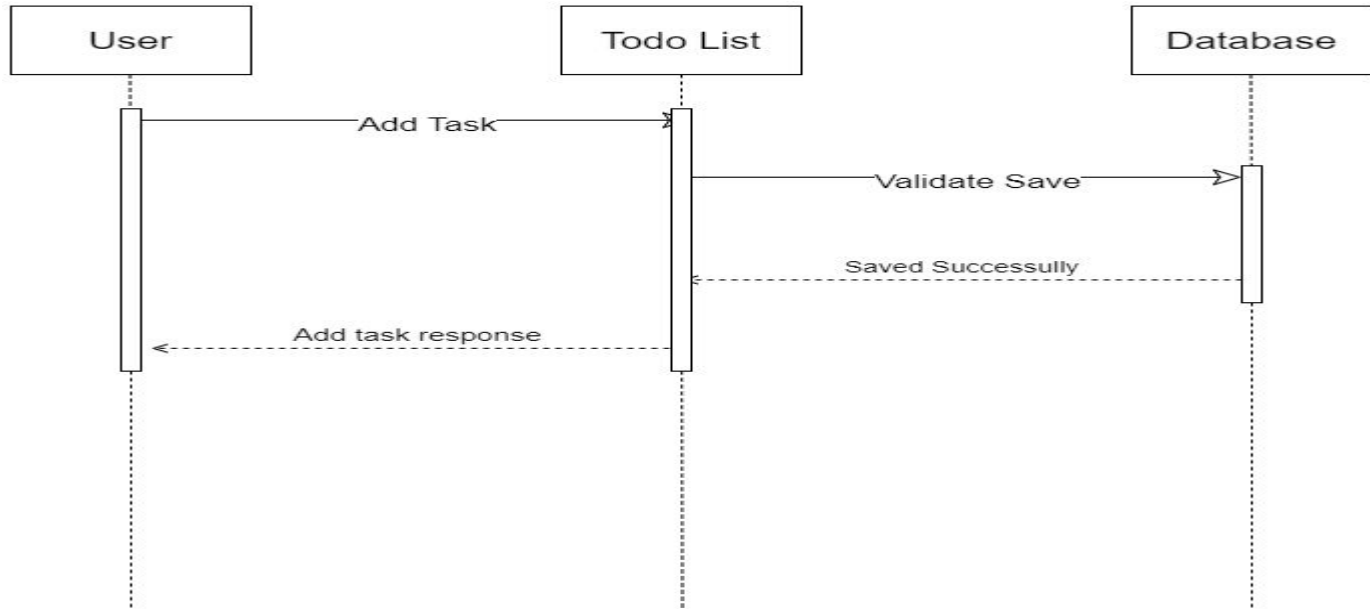 User
Todo List
Database
Add Task
Validate Save
Saved Successully
Add task response